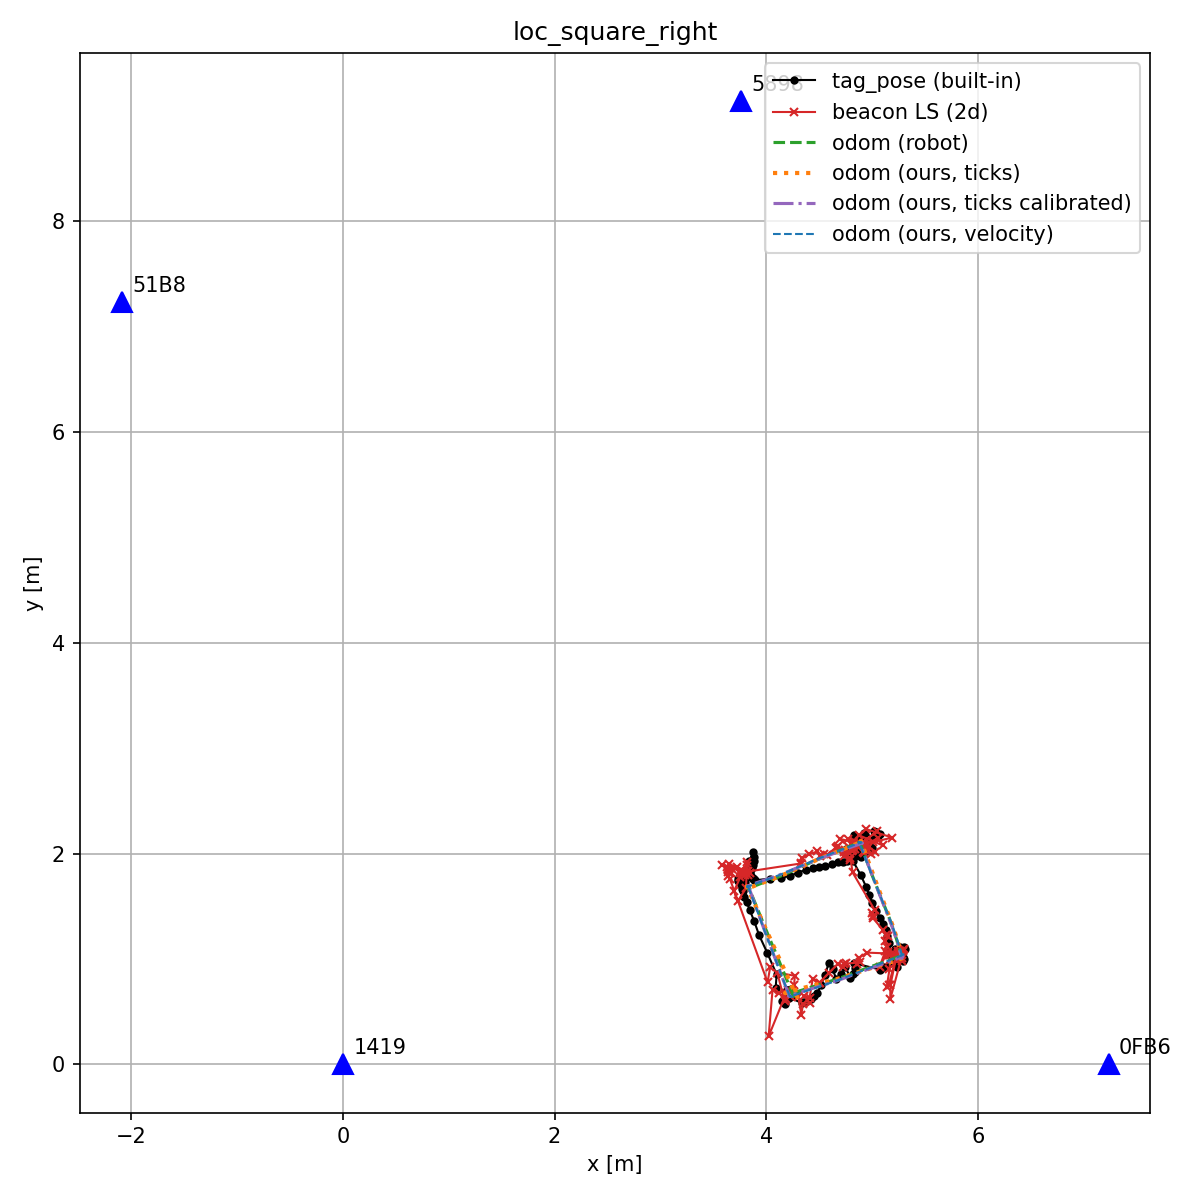 loc_square_right
tag_pose (built-in)
beacon LS (2d)
odom (robot)
odom (ours, ticks)
odom (ours, ticks calibrated)
odom (ours, velocity)
51B8
1419
0FB6
8
6
4
2
0
−2
0
2
4
6
x [m]
y [m]